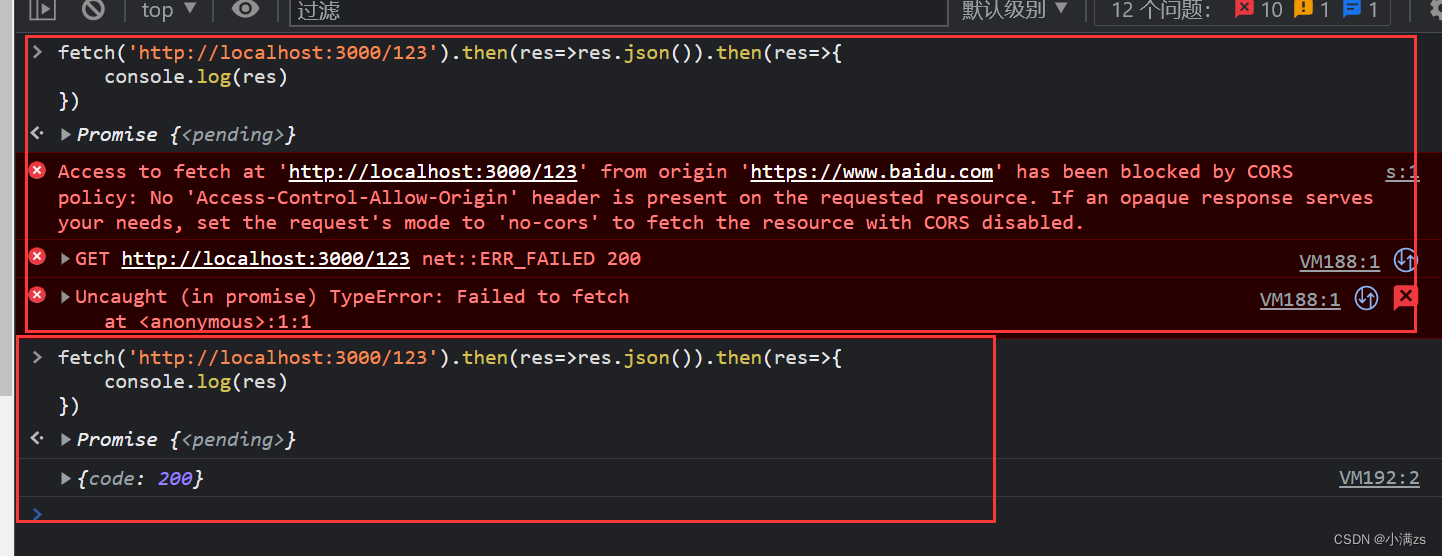 top 过滤 默认级别 12 个问题: 10 1 1
fetch('http://localhost:3000/123').then(res=>res.json()).then(res=>{
console.log(res)
})
Promise {<pending>}
Access to fetch at 'http://localhost:3000/123' from origin 'https://www.baidu.com' has been blocked by CORS s:1
policy: No 'Access-Control-Allow-Origin' header is present on the requested resource. If an opaque response serves
your needs, set the request's mode to 'no-cors' to fetch the resource with CORS disabled.
GET http://localhost:3000/123 net::ERR_FAILED 200 VM188:1
Uncaught (in promise) TypeError: Failed to fetch VM188:1
at <anonymous>:1:1
fetch('http://localhost:3000/123').then(res=>res.json()).then(res=>{
console.log(res)
})
Promise {<pending>}
{code: 200} VM192:2
CSDN @小满zs